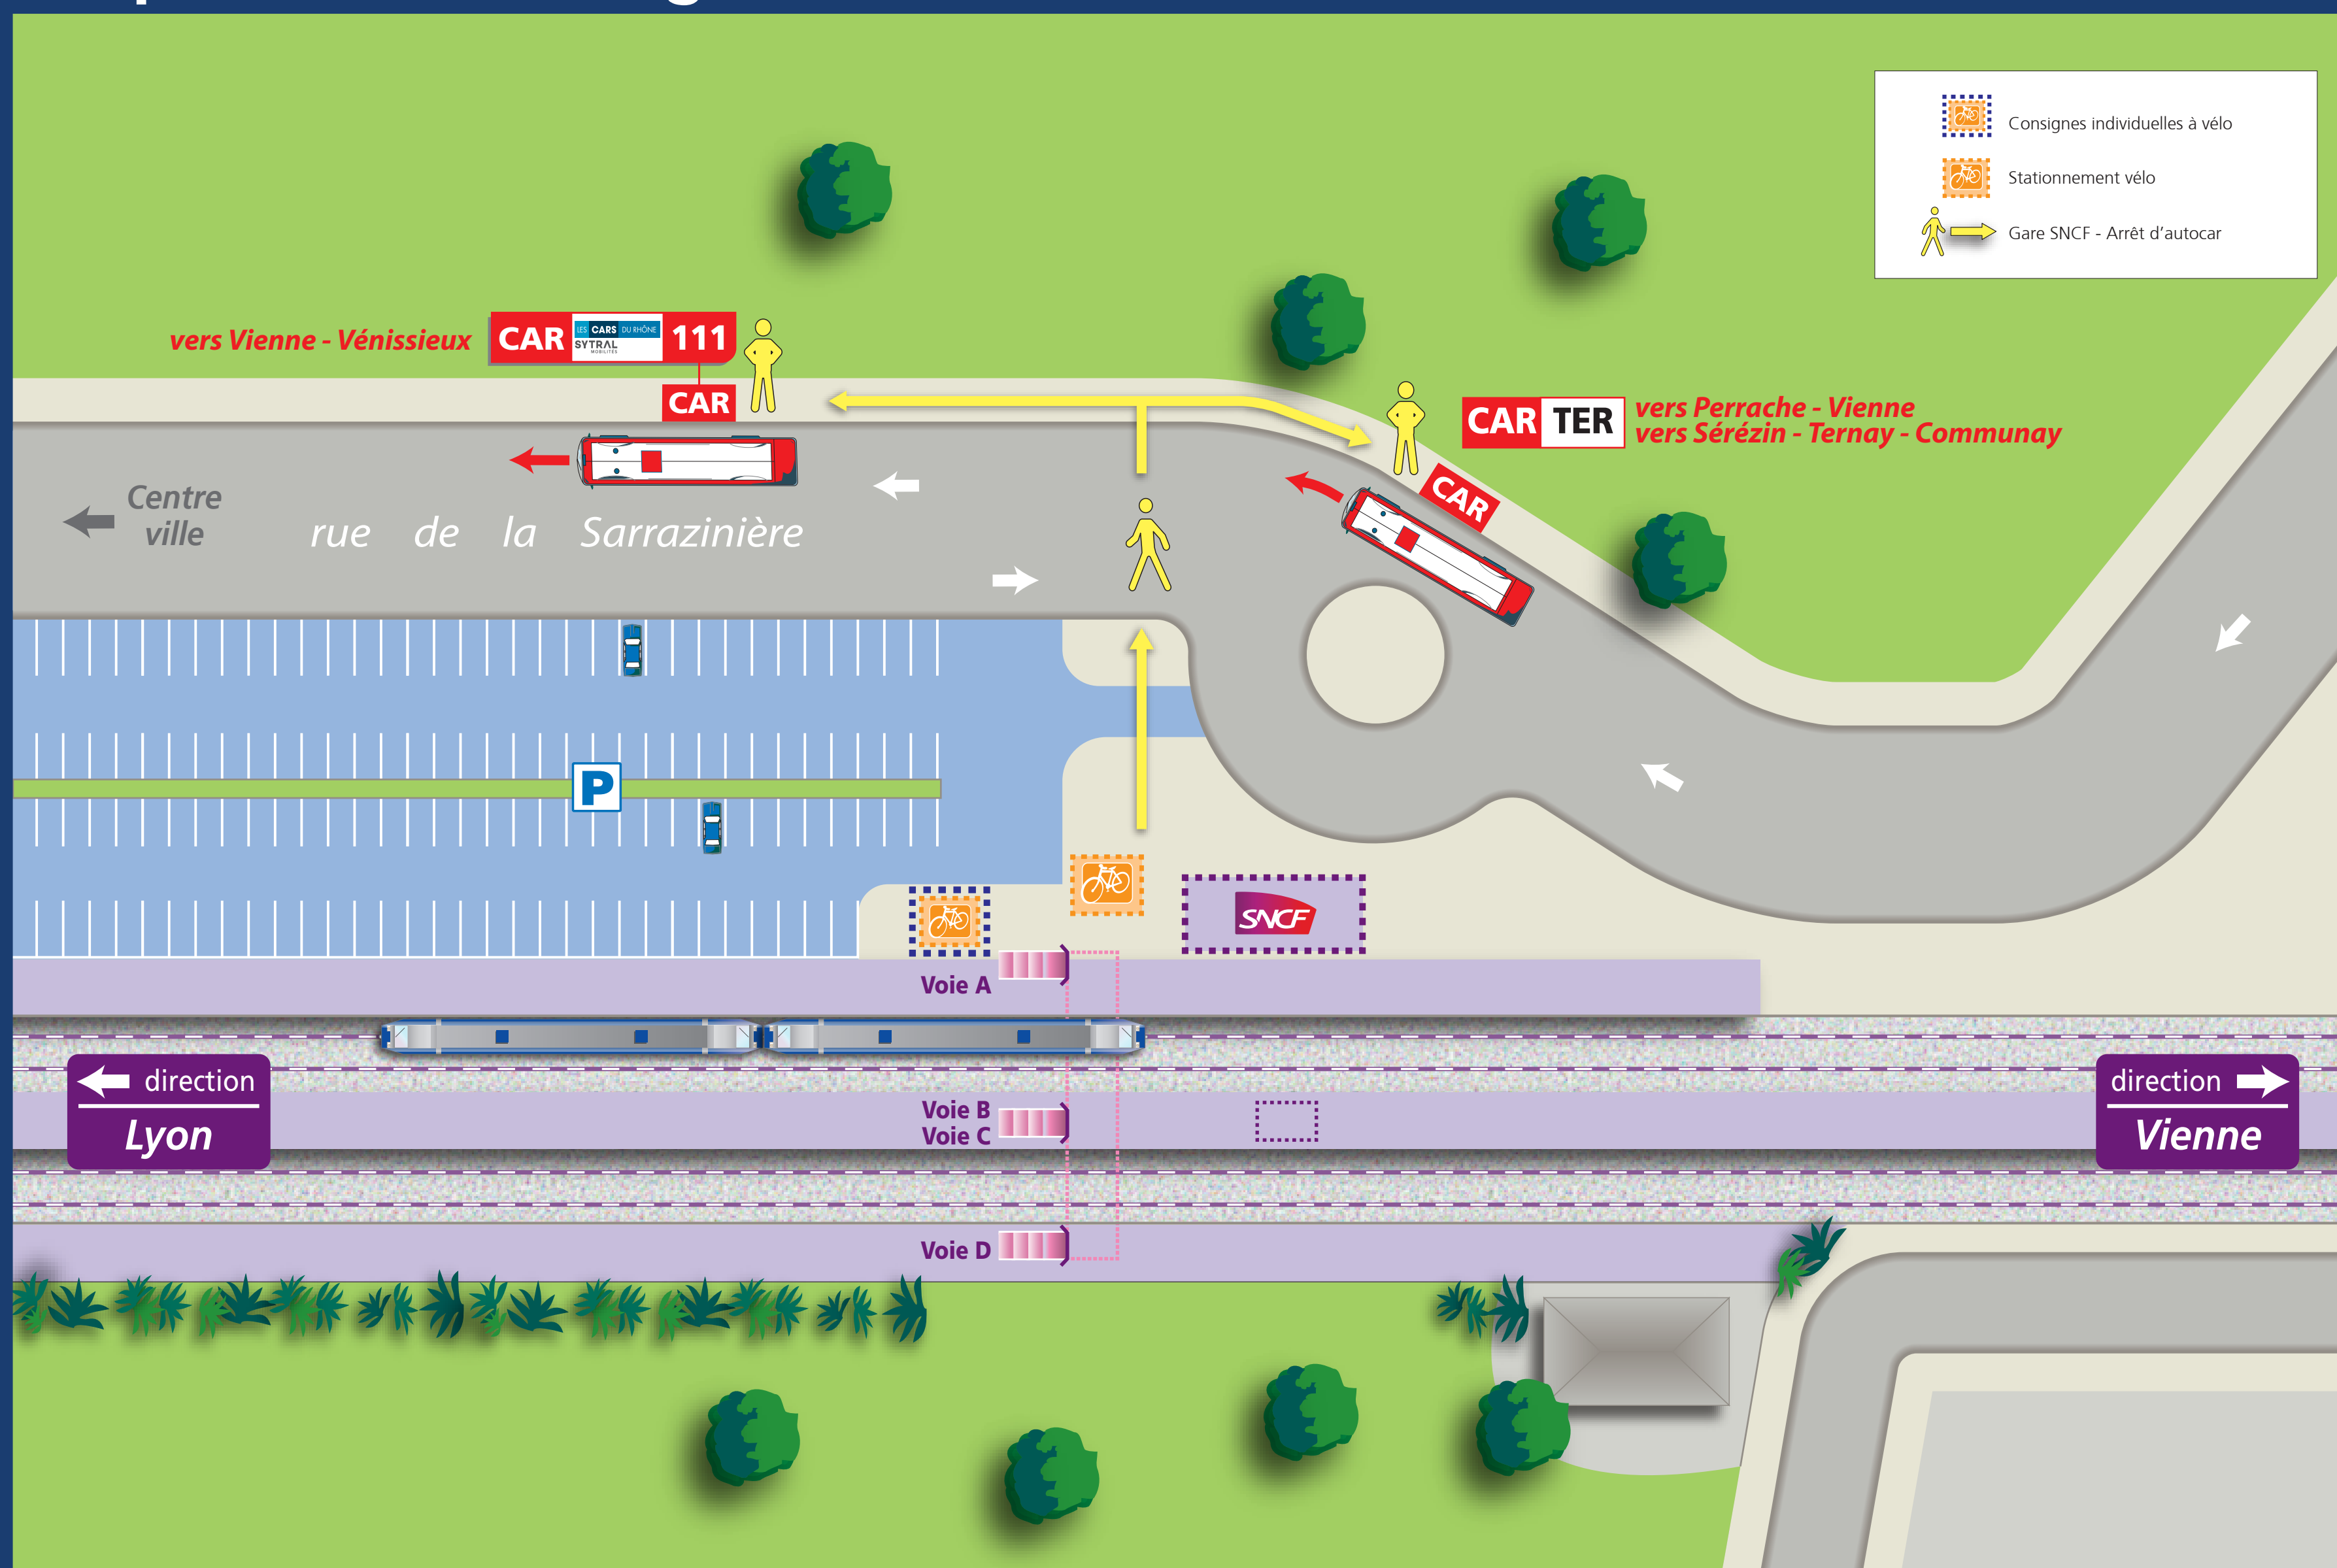 Consignes individuelles à vélo
Stationnement vélo
Gare SNCF - Arrêt d'autocar
vers Vienne - Vénissieux
CAR LES CARS DU RHÔNE 111
SYTRAL
MOBILITÉS
CAR
CAR TER
vers Perrache - Vienne
vers Sérézin - Ternay - Communay
CAR
Centre
ville
rue de la Sarrazinière
P
SNCF
Voie A
direction
Lyon
Voie B
Voie C
direction
Vienne
Voie D